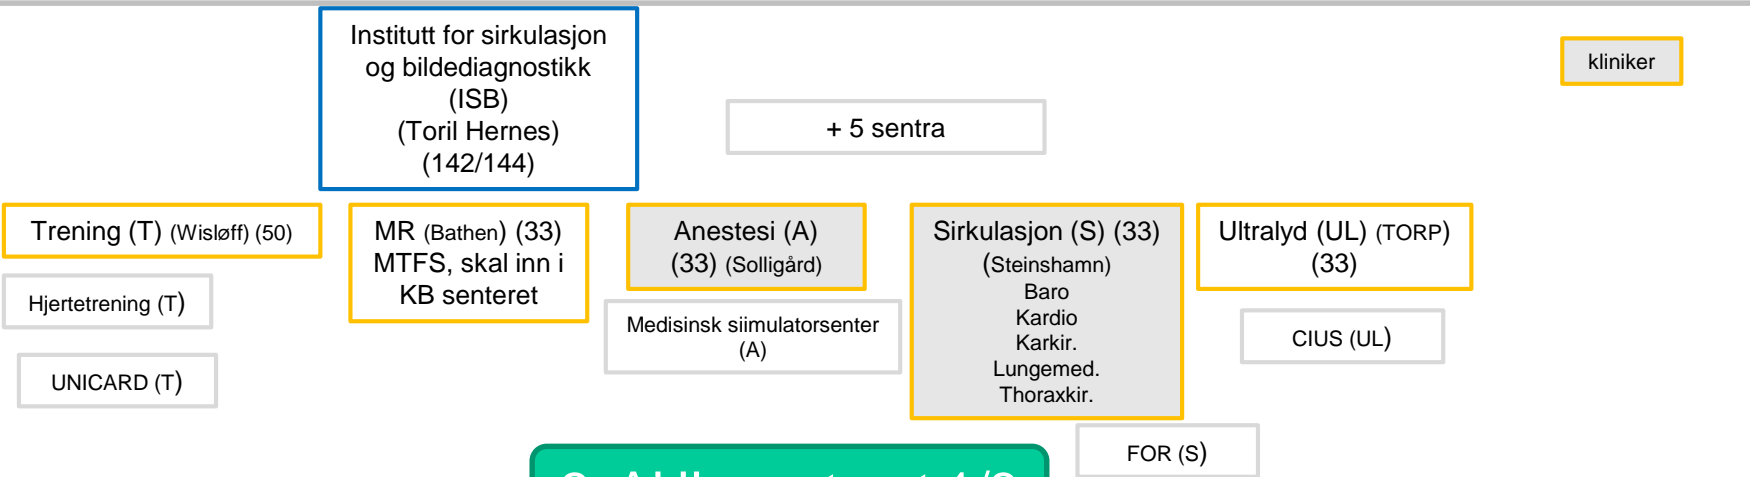 Institutt for sirkulasjon
og bildediagnostikk
(ISB)
(Toril Hernes)
(142/144)
kliniker
+ 5 sentra
Trening (T) (Wisløff) (50)
MR (Bathen) (33)
MTFS, skal inn i
KB senteret
Anestesi (A)
(33) (Solligård)
Sirkulasjon (S) (33)
(Steinshamn)
Baro
Kardio
Karkir.
Lungemed.
Thoraxkir.
Ultralyd (UL) (TORP)
(33)
Hjertetrening (T)
Medisinsk siimulatorsenter
(A)
CIUS (UL)
UNICARD (T)
FOR (S)